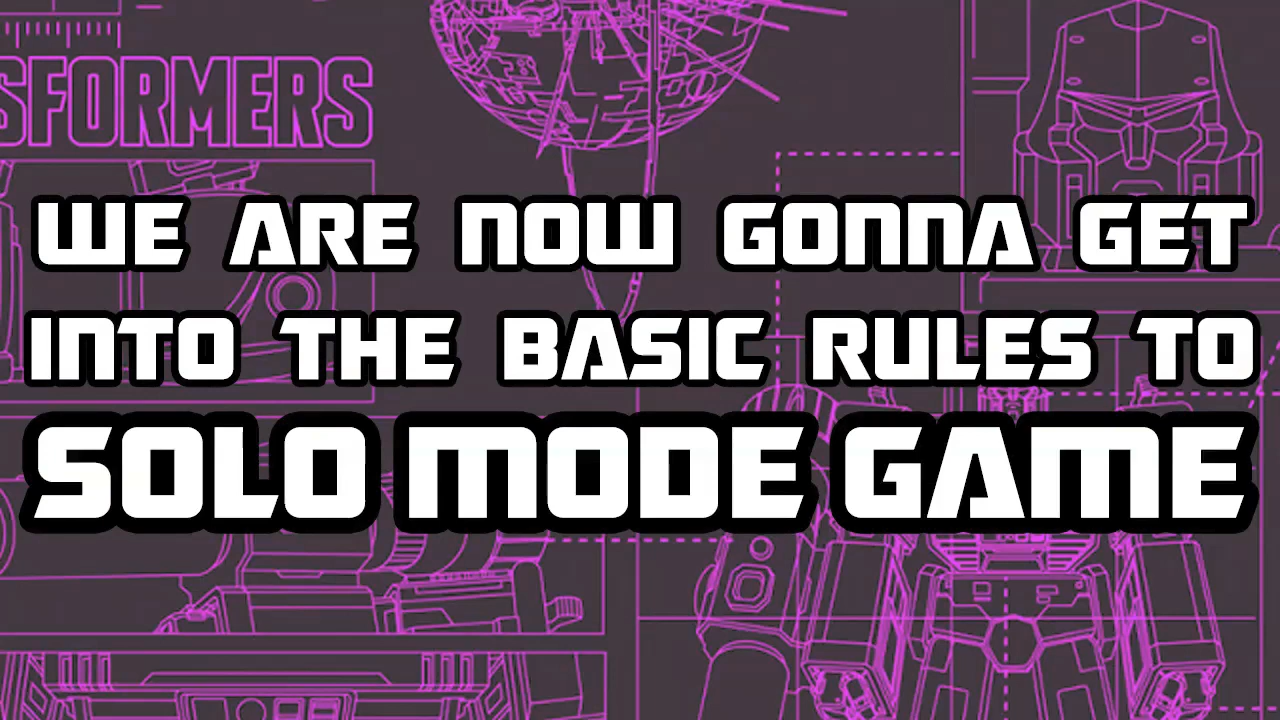 SFORMERS
WE ARE NOW GONNA GET
INTO THE BASIC RULES TO
SOLO MODE GAME